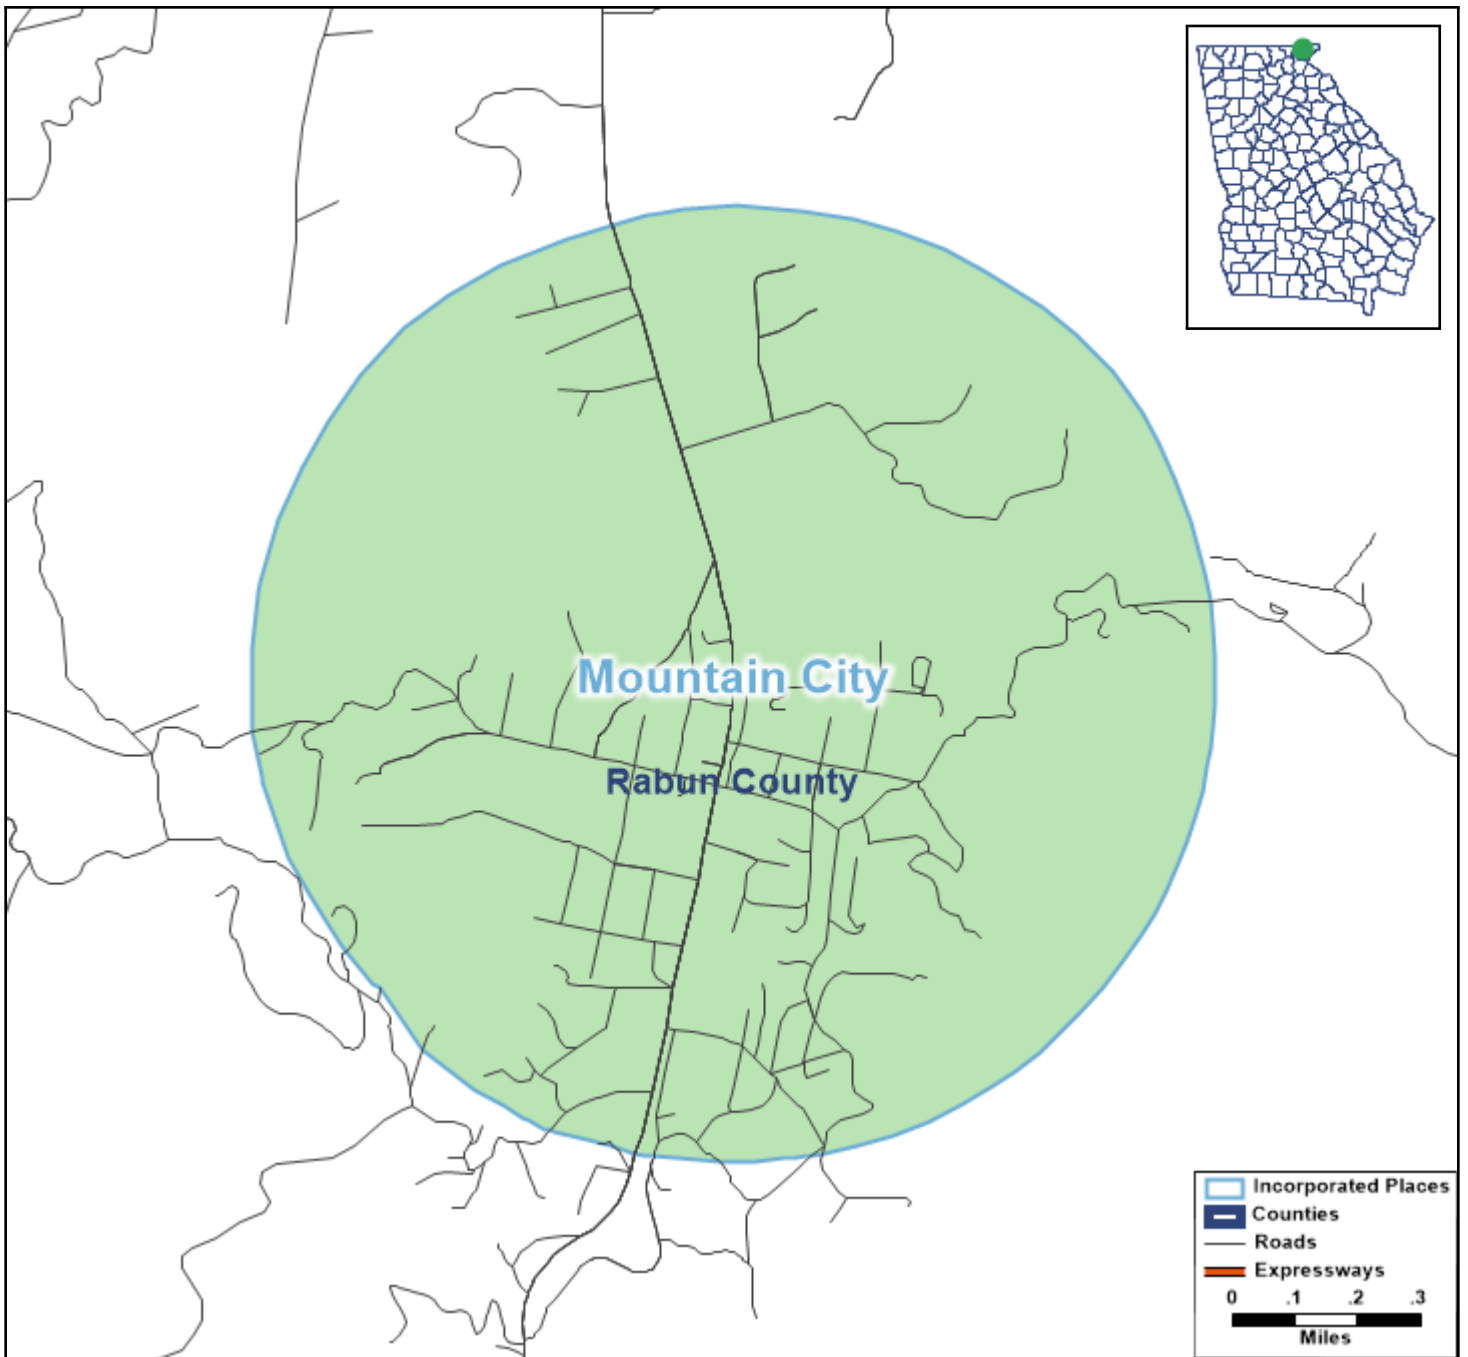 Mountain City
Rabun County
Incorporated Places
Counties
Roads
Expressways
0 .1 .2 .3
Miles